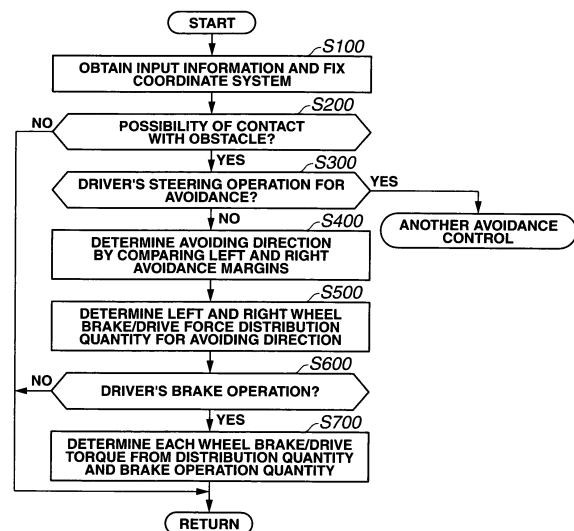 START
S100
OBTAIN INPUT INFORMATION AND FIX
COORDINATE SYSTEM
S200
NO
POSSIBILITY OF CONTACT
WITH OBSTACLE?
YES
S300
DRIVER'S STEERING OPERATION FOR
AVOIDANCE?
YES
NO
ANOTHER AVOIDANCE
CONTROL
S400
DETERMINE AVOIDING DIRECTION
BY COMPARING LEFT AND RIGHT
AVOIDANCE MARGINS
S500
DETERMINE LEFT AND RIGHT WHEEL
BRAKE/DRIVE FORCE DISTRIBUTION
QUANTITY FOR AVOIDING DIRECTION
S600
NO
DRIVER'S BRAKE OPERATION?
YES
S700
DETERMINE EACH WHEEL BRAKE/DRIVE
TORQUE FROM DISTRIBUTION QUANTITY
AND BRAKE OPERATION QUANTITY
RETURN